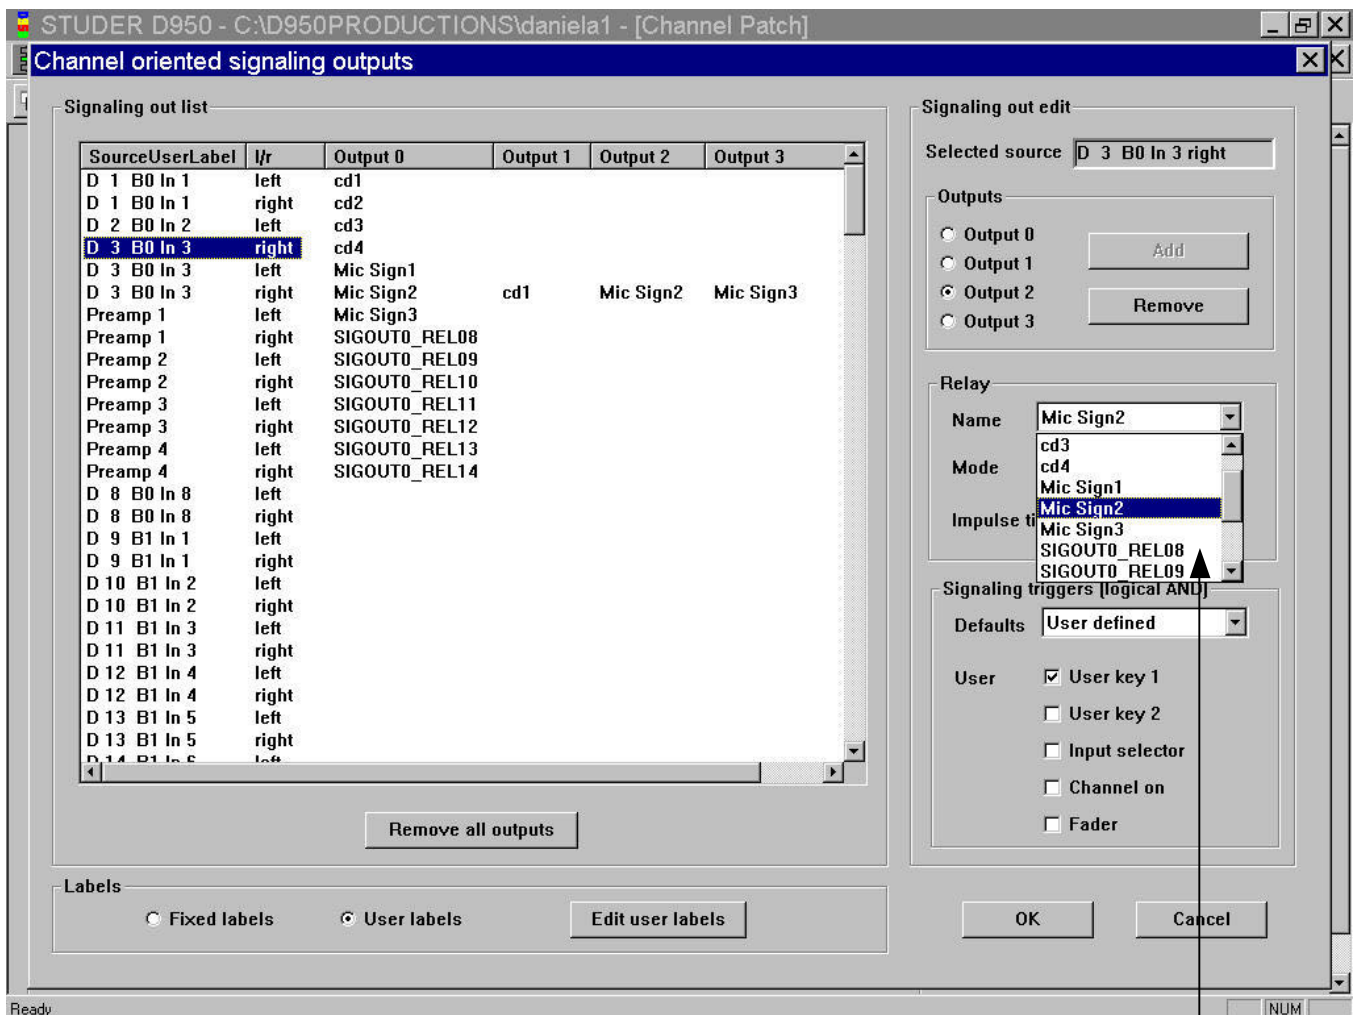 STUDER D950 - C:\D950PRODUCTIONS\daniela1 - [Channel Patch]
Channel oriented signaling outputs
Signaling out list
SourceUserLabel l/r Output 0 Output 1 Output 2 Output 3
D 1 B0 In 1 left cd1
D 1 B0 In 1 right cd2
D 2 B0 In 2 left cd3
D 3 B0 In 3 right cd4
D 3 B0 In 3 left Mic Sign1
D 3 B0 In 3 right Mic Sign2 cd1 Mic Sign2 Mic Sign3
Preamp 1 left Mic Sign3
Preamp 1 right SIGOUT0_REL08
Preamp 2 left SIGOUT0_REL09
Preamp 2 right SIGOUT0_REL10
Preamp 3 left SIGOUT0_REL11
Preamp 3 right SIGOUT0_REL12
Preamp 4 left SIGOUT0_REL13
Preamp 4 right SIGOUT0_REL14
D 8 B0 In 8 left
D 8 B0 In 8 right
D 9 B1 In 1 left
D 9 B1 In 1 right
D 10 B1 In 2 left
D 10 B1 In 2 right
D 11 B1 In 3 left
D 11 B1 In 3 right
D 12 B1 In 4 left
D 12 B1 In 4 right
D 13 B1 In 5 left
D 13 B1 In 5 right
D 14 B1 In 6 left
Remove all outputs
Labels
Fixed labels User labels Edit user labels
Signaling out edit
Selected source D 3 B0 In 3 right
Outputs
Output 0
Output 1
Output 2
Output 3
Add
Remove
Relay
Name Mic Sign2
cd3
cd4
Mic Sign1
Mic Sign2
Mic Sign3
SIGOUT0_REL08
SIGOUT0_REL09
Mode
Impulse ti
Signaling triggers (logical AND)
Defaults User defined
User User key 1
User key 2
Input selector
Channel on
Fader
OK Cancel
Ready NUM